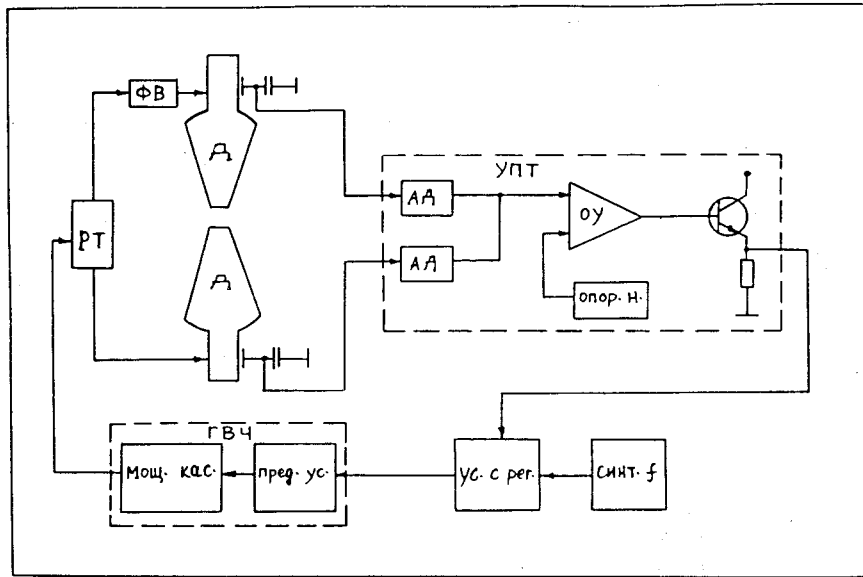 ФВ
Д
УПТ
АД
ОУ
РТ
Д
АД
опор. н.
ГВЧ
мощ. кас.
пред. ус.
ус. с рег.
синт. f